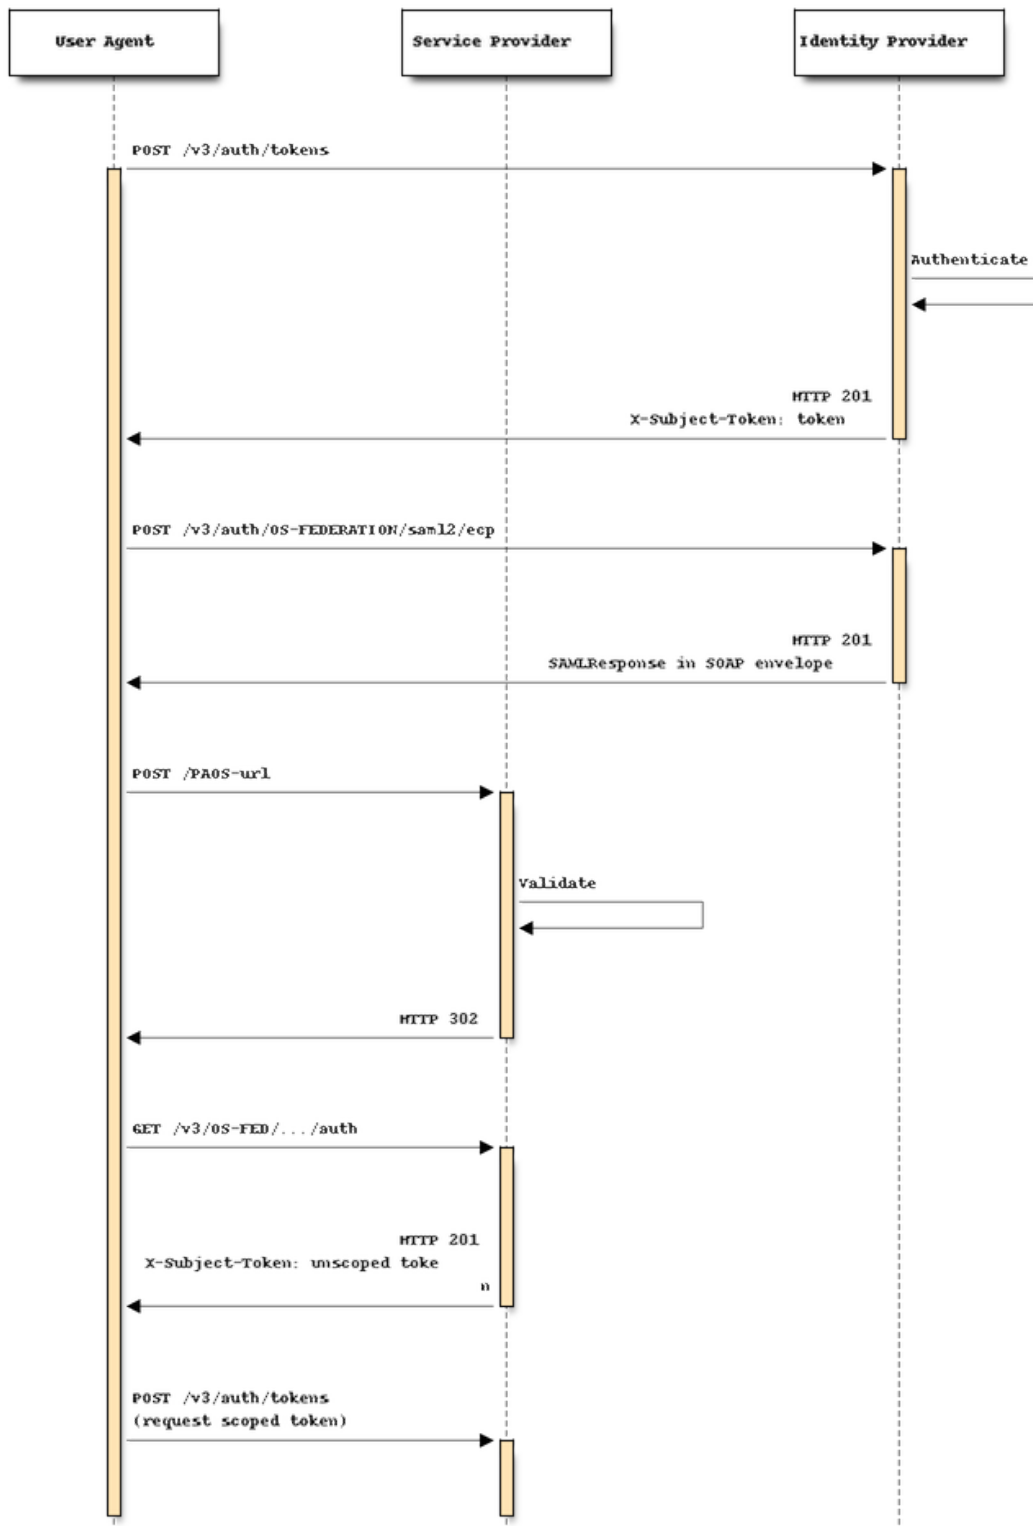 User Agent
Service Provider
Identity Provider
POST /v3/auth/tokens
Authenticate
HTTP 201
X-Subject-Token: token
POST /v3/auth/OS-FEDERATION/saml2/ecp
HTTP 201
SAMLResponse in SOAP envelope
POST /PAOS-url
Validate
HTTP 302
GET /v3/OS-FED/.../auth
HTTP 201
X-Subject-Token: unscoped toke
n
POST /v3/auth/tokens
(request scoped token)